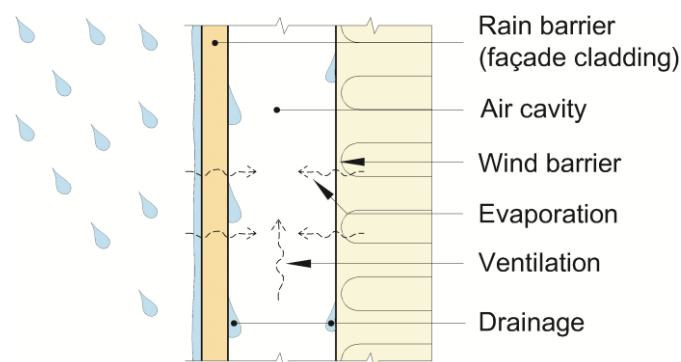 Rain barrier
(façade cladding)
Air cavity
Wind barrier
Evaporation
Ventilation
Drainage